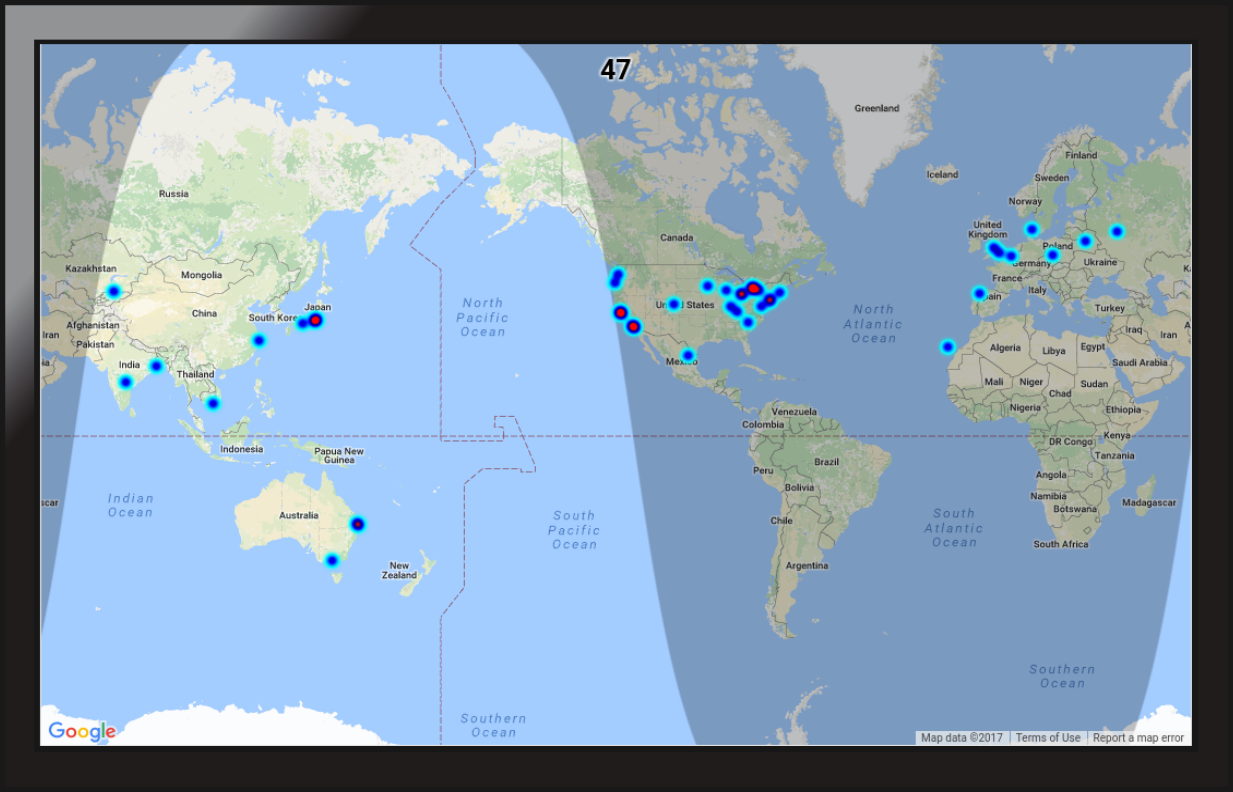 47
Greenland
Finland
Iceland
Sweden
Russia
Norway
United
Kingdom
Canada
Poland
Kazakhstan
Mongolia
Germany
Ukraine
France
North
Pacific
Ocean
United States
North
Atlantic
Ocean
Spain
Italy
Turkey
China
Japan
South Kore
Afghanistan
Pakistan
Iraq
Iran
Algeria
Libya
Egypt
Saudi Arabia
India
Thailand
Mexico
Mali
Niger
Sudan
Chad
Nigeria
Ethiopia
Venezuela
Colombia
Indonesia
Papua New
Guinea
DR Congo
Kenya
Tanzania
Peru
Brazil
Angola
Bolivia
Namibia
Botswana
Madagascar
scar
Indian
Ocean
Australia
South
Pacific
Ocean
Chile
South
Atlantic
Ocean
South Africa
New
Zealand
Argentina
Southern
Ocean
Southern
Ocean
Google
Map data ©2017
Terms of Use
Report a map error